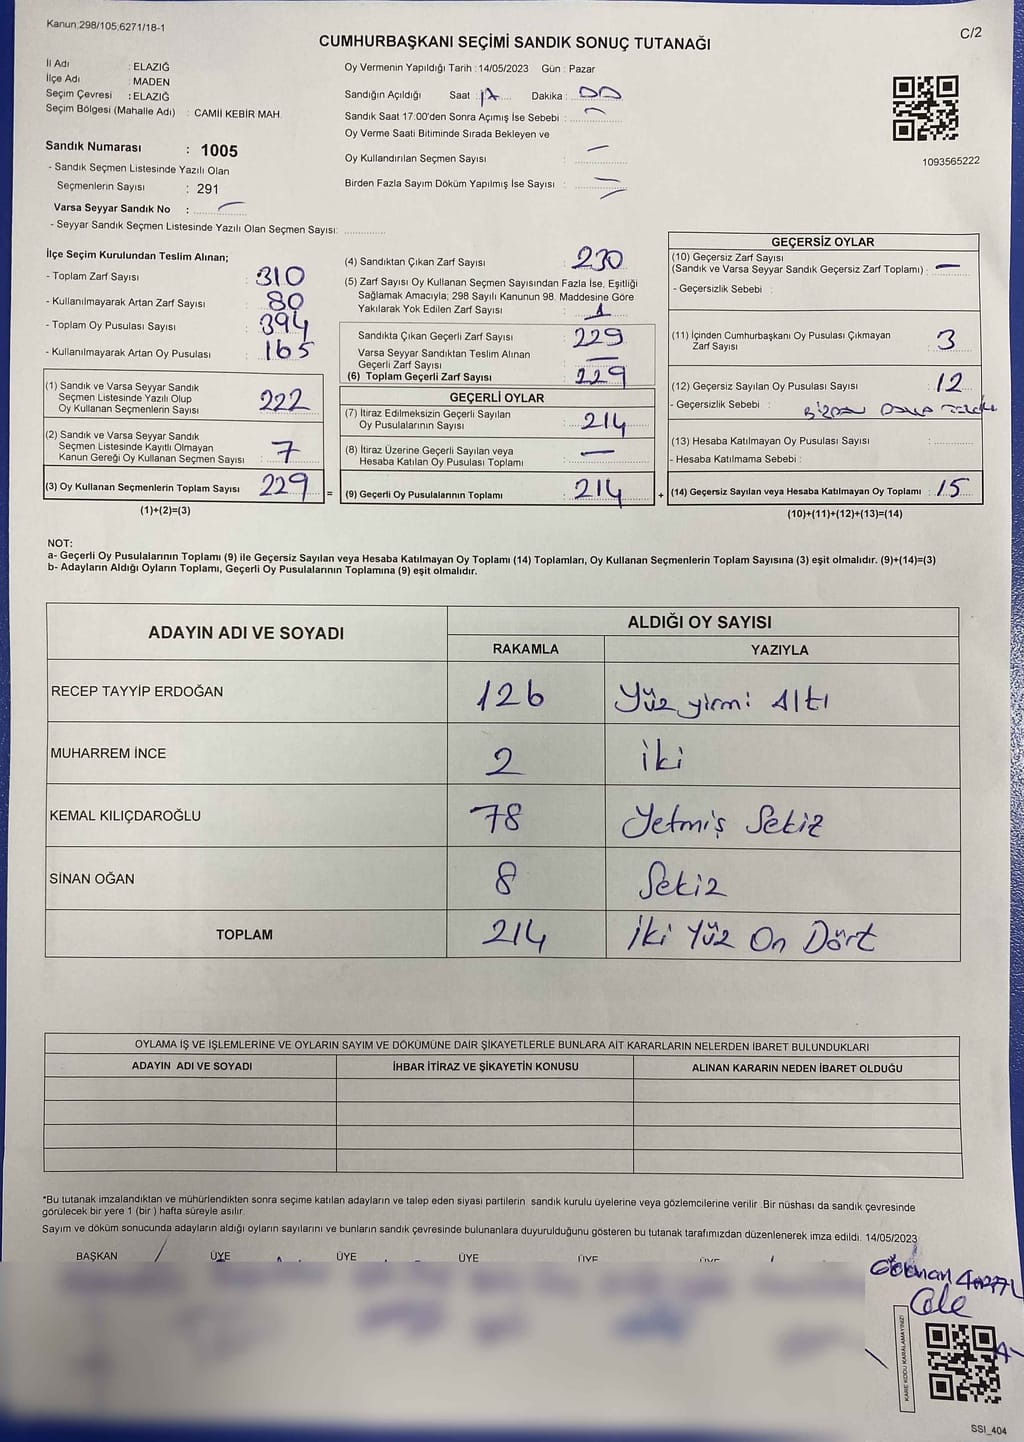 Kanun:298/105,6271/18-1
C/2
CUMHURBAŞKANI SEÇİMİ SANDIK SONUÇ TUTANAĞI
İl Adı : ELAZIĞ
İlçe Adı : MADEN
Seçim Çevresi : ELAZIĞ
Seçim Bölgesi (Mahalle Adı) : CAMİİ KEBİR MAH.
Sandık Numarası : 1005
- Sandık Seçmen Listesinde Yazılı Olan
Seçmenlerin Sayısı : 291
Varsa Seyyar Sandık No :
- Seyyar Sandık Seçmen Listesinde Yazılı Olan Seçmen Sayısı:
Oy Vermenin Yapıldığı Tarih : 14/05/2023 Gün : Pazar
Sandığın Açıldığı Saat : 17 Dakika : 00
Sandık Saat 17:00'den Sonra Açımış İse Sebebi :
Oy Verme Saati Bitiminde Sırada Bekleyen ve
Oy Kullandırılan Seçmen Sayısı :
Birden Fazla Sayım Döküm Yapılmış İse Sayısı :
1093565222
İlçe Seçim Kurulundan Teslim Alınan;
- Toplam Zarf Sayısı : 310
- Kullanılmayarak Artan Zarf Sayısı : 80
- Toplam Oy Pusulası Sayısı : 394
- Kullanılmayarak Artan Oy Pusulası : 165
(1) Sandık ve Varsa Seyyar Sandık
Seçmen Listesinde Yazılı Olup
Oy Kullanan Seçmenlerin Sayısı : 222
(2) Sandık ve Varsa Seyyar Sandık
Seçmen Listesinde Kayıtlı Olmayan
Kanun Gereği Oy Kullanan Seçmen Sayısı : 7
(3) Oy Kullanan Seçmenlerin Toplam Sayısı : 229 =
(1)+(2)=(3)
(4) Sandıktan Çıkan Zarf Sayısı : 230
(5) Zarf Sayısı Oy Kullanan Seçmen Sayısından Fazla İse, Eşitliği
Sağlamak Amacıyla; 298 Sayılı Kanunun 98. Maddesine Göre
Yakılarak Yok Edilen Zarf Sayısı : 1
Sandıkta Çıkan Geçerli Zarf Sayısı : 229
Varsa Seyyar Sandıktan Teslim Alınan
Geçerli Zarf Sayısı : —
(6) Toplam Geçerli Zarf Sayısı : 229
GEÇERLİ OYLAR
(7) İtiraz Edilmeksizin Geçerli Sayılan
Oy Pusulalarının Sayısı : 214
(8) İtiraz Üzerine Geçerli Sayılan veya
Hesaba Katılan Oy Pusulası Toplamı : —
(9) Geçerli Oy Pusulalarının Toplamı : 214 +
GEÇERSİZ OYLAR
(10) Geçersiz Zarf Sayısı
(Sandık ve Varsa Seyyar Sandık Geçersiz Zarf Toplamı) : —
- Geçersizlik Sebebi :
(11) İçinden Cumhurbaşkanı Oy Pusulası Çıkmayan
Zarf Sayısı : 3
(12) Geçersiz Sayılan Oy Pusulası Sayısı : 12
- Geçersizlik Sebebi :
(13) Hesaba Katılmayan Oy Pusulası Sayısı :
- Hesaba Katılmama Sebebi :
(14) Geçersiz Sayılan veya Hesaba Katılmayan Oy Toplamı : 15
(10)+(11)+(12)+(13)=(14)
NOT:
a- Geçerli Oy Pusulalarının Toplamı (9) ile Geçersiz Sayılan veya Hesaba Katılmayan Oy Toplamı (14) Toplamları, Oy Kullanan Seçmenlerin Toplam Sayısına (3) eşit olmalıdır. (9)+(14)=(3)
b- Adayların Aldığı Oyların Toplamı, Geçerli Oy Pusulalarının Toplamına (9) eşit olmalıdır.
ADAYIN ADI VE SOYADI
ALDIĞI OY SAYISI
RAKAMLA YAZIYLA
RECEP TAYYİP ERDOĞAN 126 Yüz yirmi Altı
MUHARREM İNCE 2 iki
KEMAL KILIÇDAROĞLU 78 Yetmiş Sekiz
SİNAN OĞAN 8 Sekiz
TOPLAM 214 İki Yüz On Dört
OYLAMA İŞ VE İŞLEMLERİNE VE OYLARIN SAYIM VE DÖKÜMÜNE DAİR ŞİKAYETLERLE BUNLARA AİT KARARLARIN NELERDEN İBARET BULUNDUKLARI
ADAYIN ADI VE SOYADI İHBAR İTİRAZ VE ŞİKAYETİN KONUSU ALINAN KARARIN NEDEN İBARET OLDUĞU
*Bu tutanak imzalandıktan ve mühürlendikten sonra seçime katılan adayların ve talep eden siyasi partilerin sandık kurulu üyelerine veya gözlemcilerine verilir .Bir nüshası da sandık çevresinde
görülecek bir yere 1 (bir ) hafta süreyle asılır.
Sayım ve döküm sonucunda adayların aldığı oyların sayılarını ve bunların sandık çevresinde bulunanlara duyurulduğunu gösteren bu tutanak tarafımızdan düzenlenerek imza edildi. 14/05/2023
BAŞKAN ÜYE ÜYE ÜYE ÜYE ÜYE
KARE KODU KARALAMAYINIZ!
SSI_404